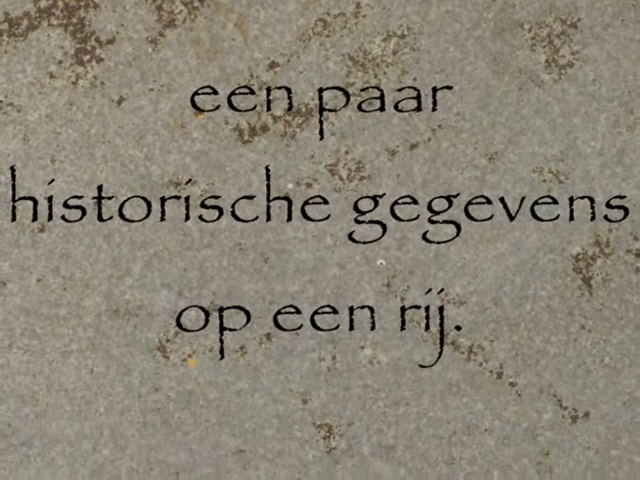 een paar
historische gegevens
op een rij.